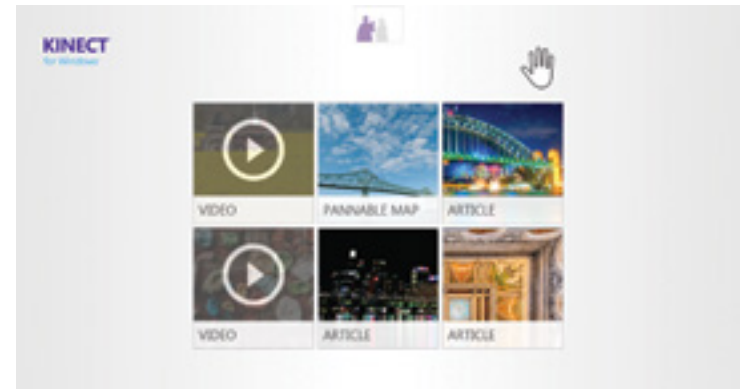 KINECT
for Windows
VIDEO
PANNABLE MAP
ARTICLE
VIDEO
ARTICLE
ARTICLE